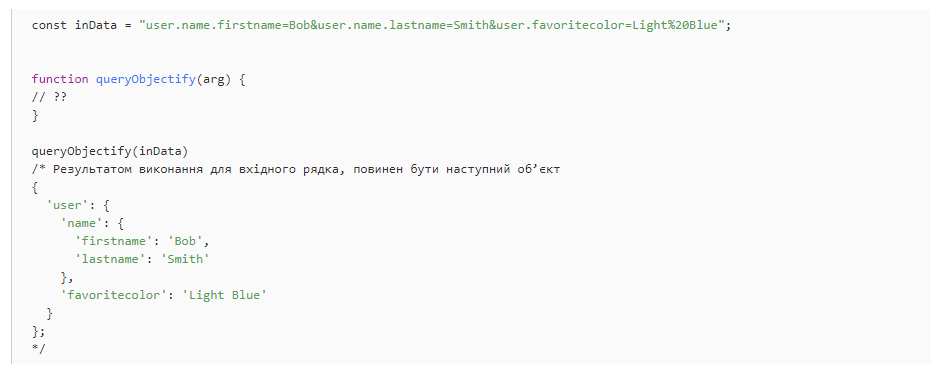 const inData = "user.name.firstname=Bob&user.name.lastname=Smith&user.favoritecolor=Light%20Blue";
function queryObjectify(arg) {
// ??
}
queryObjectify(inData)
/* Результатом виконання для вхідного рядка, повинен бути наступний об’єкт
{
'user': {
'name': {
'firstname': 'Bob',
'lastname': 'Smith'
},
'favoritecolor': 'Light Blue'
}
};
*/